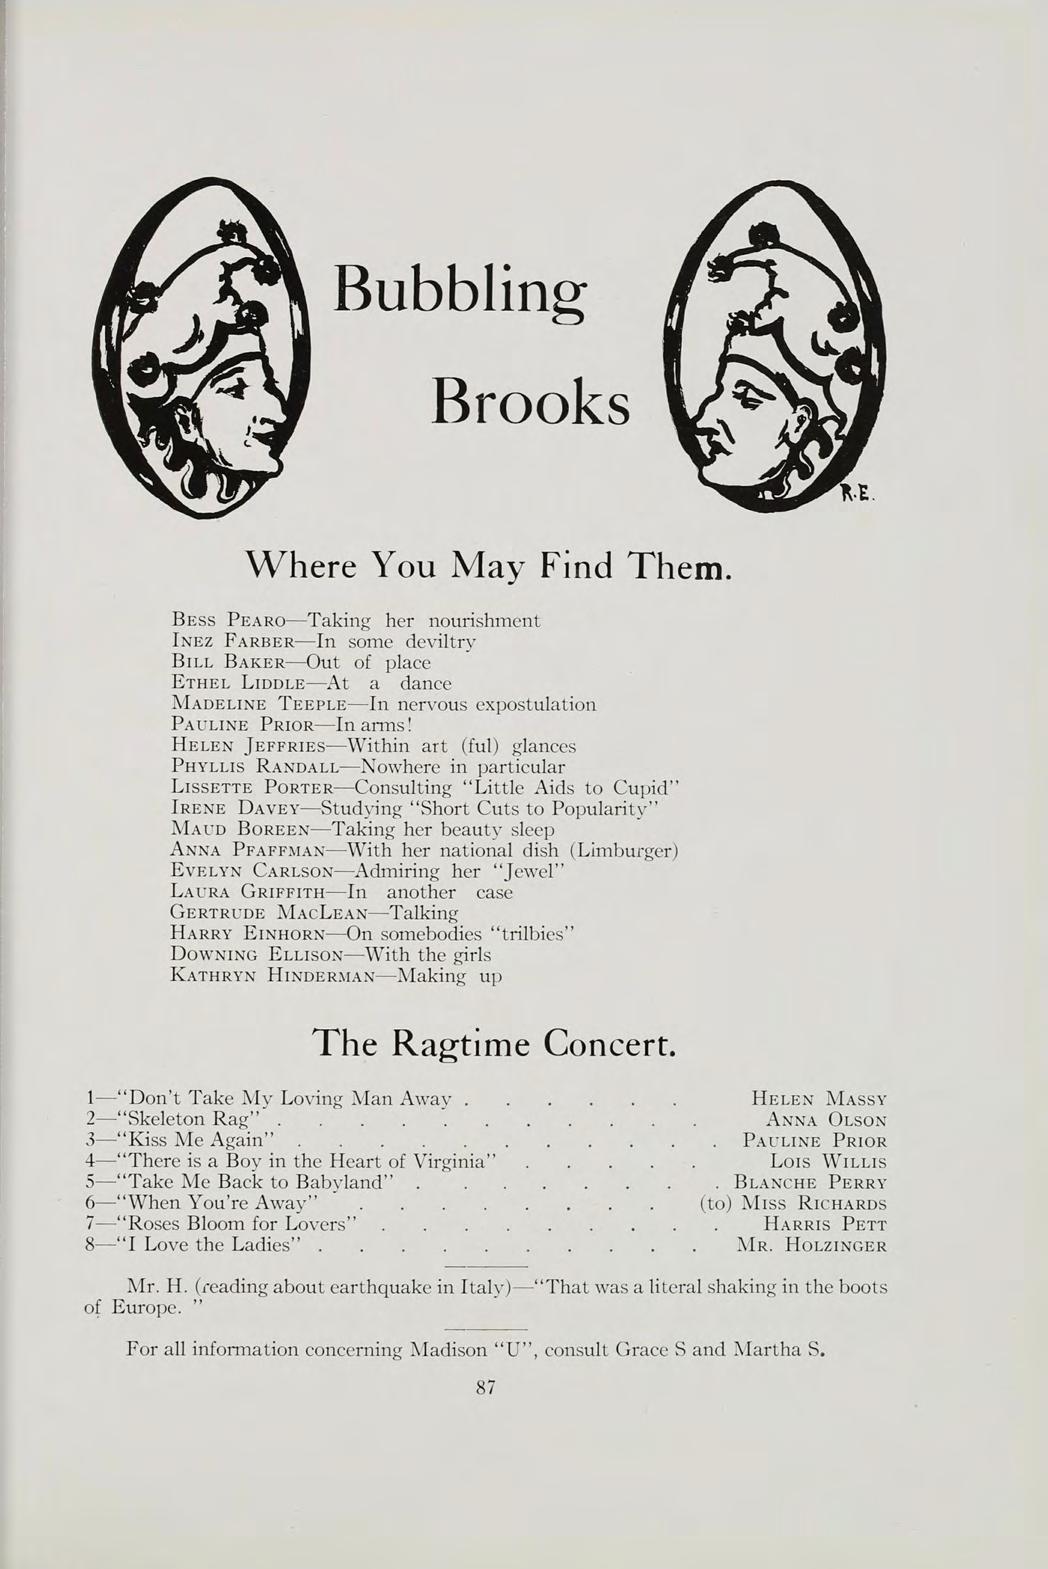 Bubbling
Brooks
R.E.
Where You May Find Them.
BESS PEARO—Taking her nourishment
INEZ FARBER—In some deviltry
BILL BAKER—Out of place
ETHEL LIDDLE—At a dance
MADELINE TEEPLE—In nervous expostulation
PAULINE PRIOR—In arms!
HELEN JEFFRIES—Within art (ful) glances
PHYLLIS RANDALL—Nowhere in particular
LISSETTE PORTER—Consulting "Little Aids to Cupid"
IRENE DAVEY—Studying "Short Cuts to Popularity"
MAUD BOREEN—Taking her beauty sleep
ANNA PFAFFMAN—With her national dish (Limburger)
EVELYN CARLSON—Admiring her "Jewel"
LAURA GRIFFITH—In another case
GERTRUDE MACLEAN—Talking
HARRY EINHORN—On somebodies "trilbies"
DOWNING ELLISON—With the girls
KATHRYN HINDERMAN—Making up
The Ragtime Concert.
1—"Don't Take My Loving Man Away . . . . . . HELEN MASSY
2—"Skeleton Rag" . . . . . . . . . . . ANNA OLSON
3—"Kiss Me Again" . . . . . . . . . . . PAULINE PRIOR
4—"There is a Boy in the Heart of Virginia" . . . . . LOIS WILLIS
5—"Take Me Back to Babyland" . . . . . . . . BLANCHE PERRY
6—"When You're Away" . . . . . . . . (to) MISS RICHARDS
7—"Roses Bloom for Lovers" . . . . . . . . . HARRIS PETT
8—"I Love the Ladies" . . . . . . . . . . MR. HOLZINGER
Mr. H. (reading about earthquake in Italy)—"That was a literal shaking in the boots
of Europe. "
For all information concerning Madison "U", consult Grace S and Martha S.
87